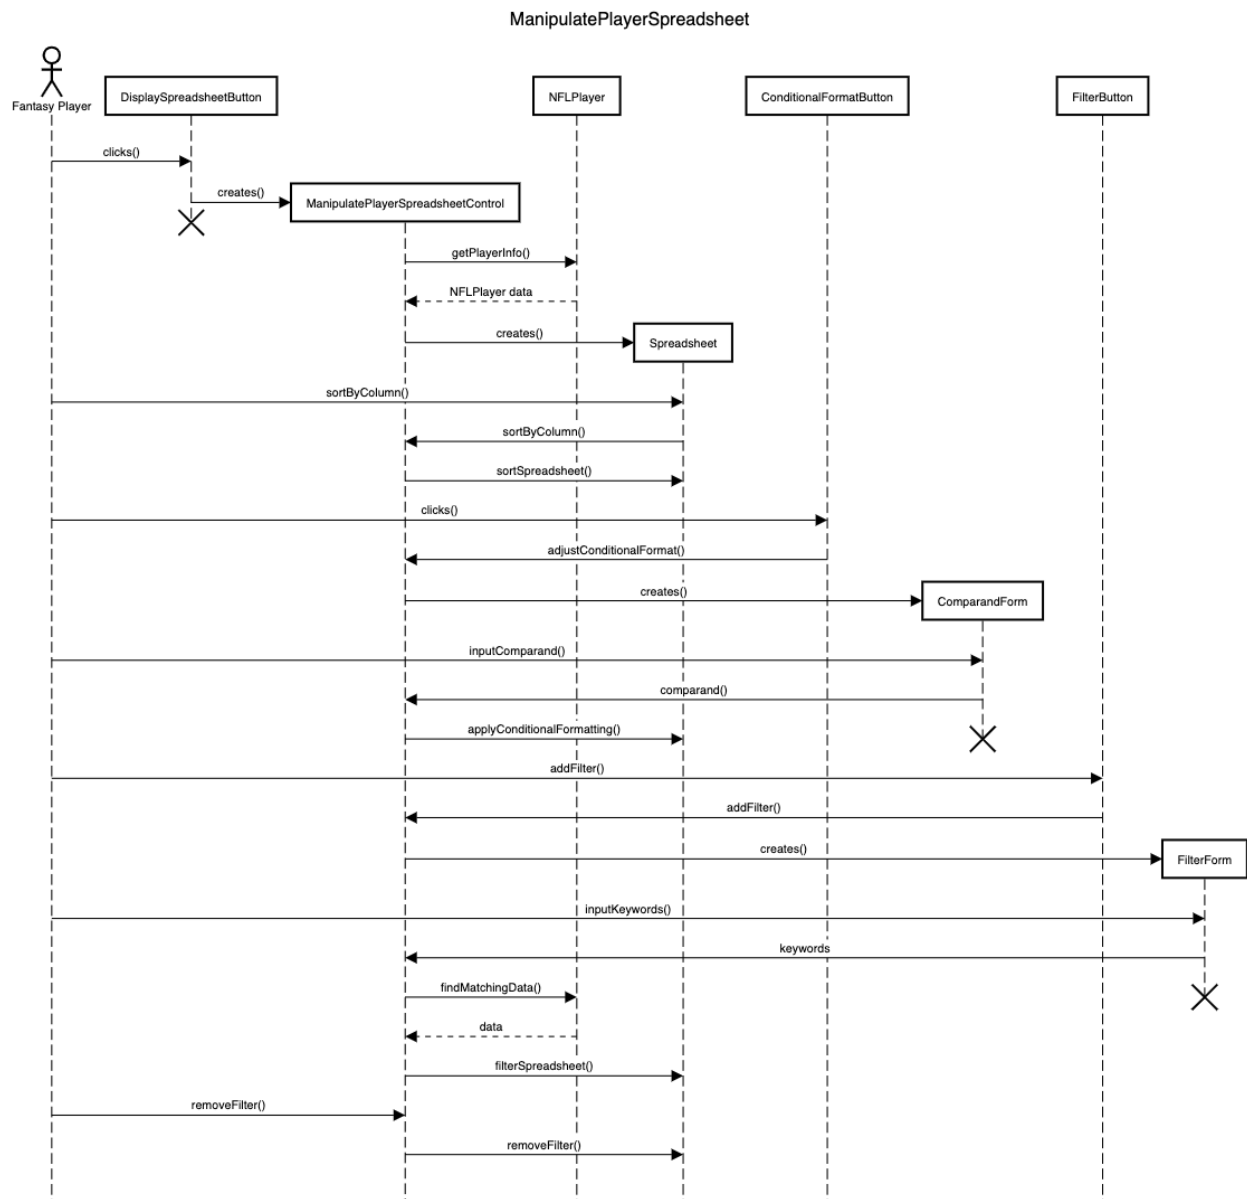 ManipulatePlayerSpreadsheet
Fantasy Player
DisplaySpreadsheetButton
NFLPlayer
ConditionalFormatButton
FilterButton
clicks()
creates()
ManipulatePlayerSpreadsheetControl
getPlayerInfo()
NFLPlayer data
creates()
Spreadsheet
sortByColumn()
sortByColumn()
sortSpreadsheet()
clicks()
adjustConditionalFormat()
creates()
ComparandForm
inputComparand()
comparand()
applyConditionalFormatting()
addFilter()
addFilter()
creates()
FilterForm
inputKeywords()
keywords
findMatchingData()
data
filterSpreadsheet()
removeFilter()
removeFilter()